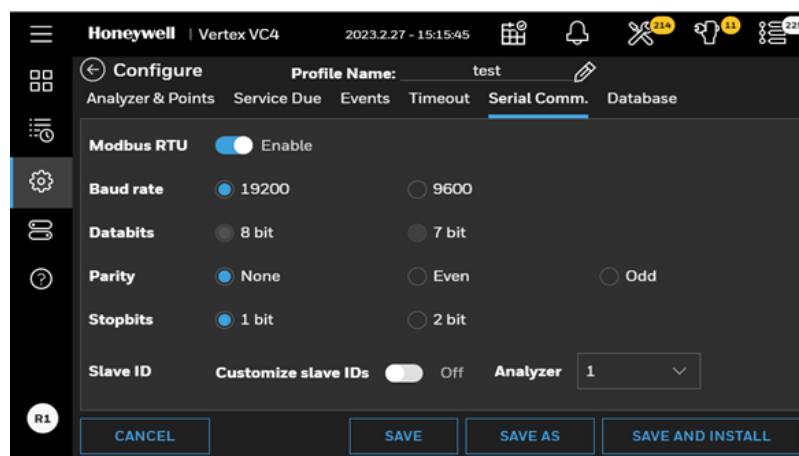 Honeywell | Vertex VC4 2023.2.27 - 15:15:45 214 11 225
Configure Profile Name: test
Analyzer & Points Service Due Events Timeout Serial Comm. Database
Modbus RTU Enable
Baud rate 19200 9600
Databits 8 bit 7 bit
Parity None Even Odd
Stopbits 1 bit 2 bit
Slave ID Customize slave IDs Off Analyzer 1
R1
CANCEL SAVE SAVE AS SAVE AND INSTALL